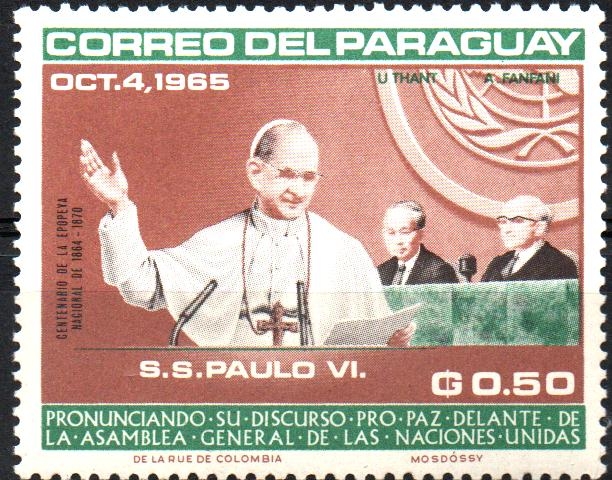 CORREO DEL PARAGUAY
OCT.4,1965
U THANT A. FANFANI
CENTENARIO DE LA EPOPEYA
NACIONAL DE 1864-1870
S.S.PAULO VI.
₲ 0.50
PRONUNCIANDO·SU·DISCURSO·PRO·PAZ·DELANTE·DE
LA·ASAMBLEA·GENERAL·DE·LAS·NACIONES·UNIDAS
DE LA RUE DE COLOMBIA MOSDÓSSY